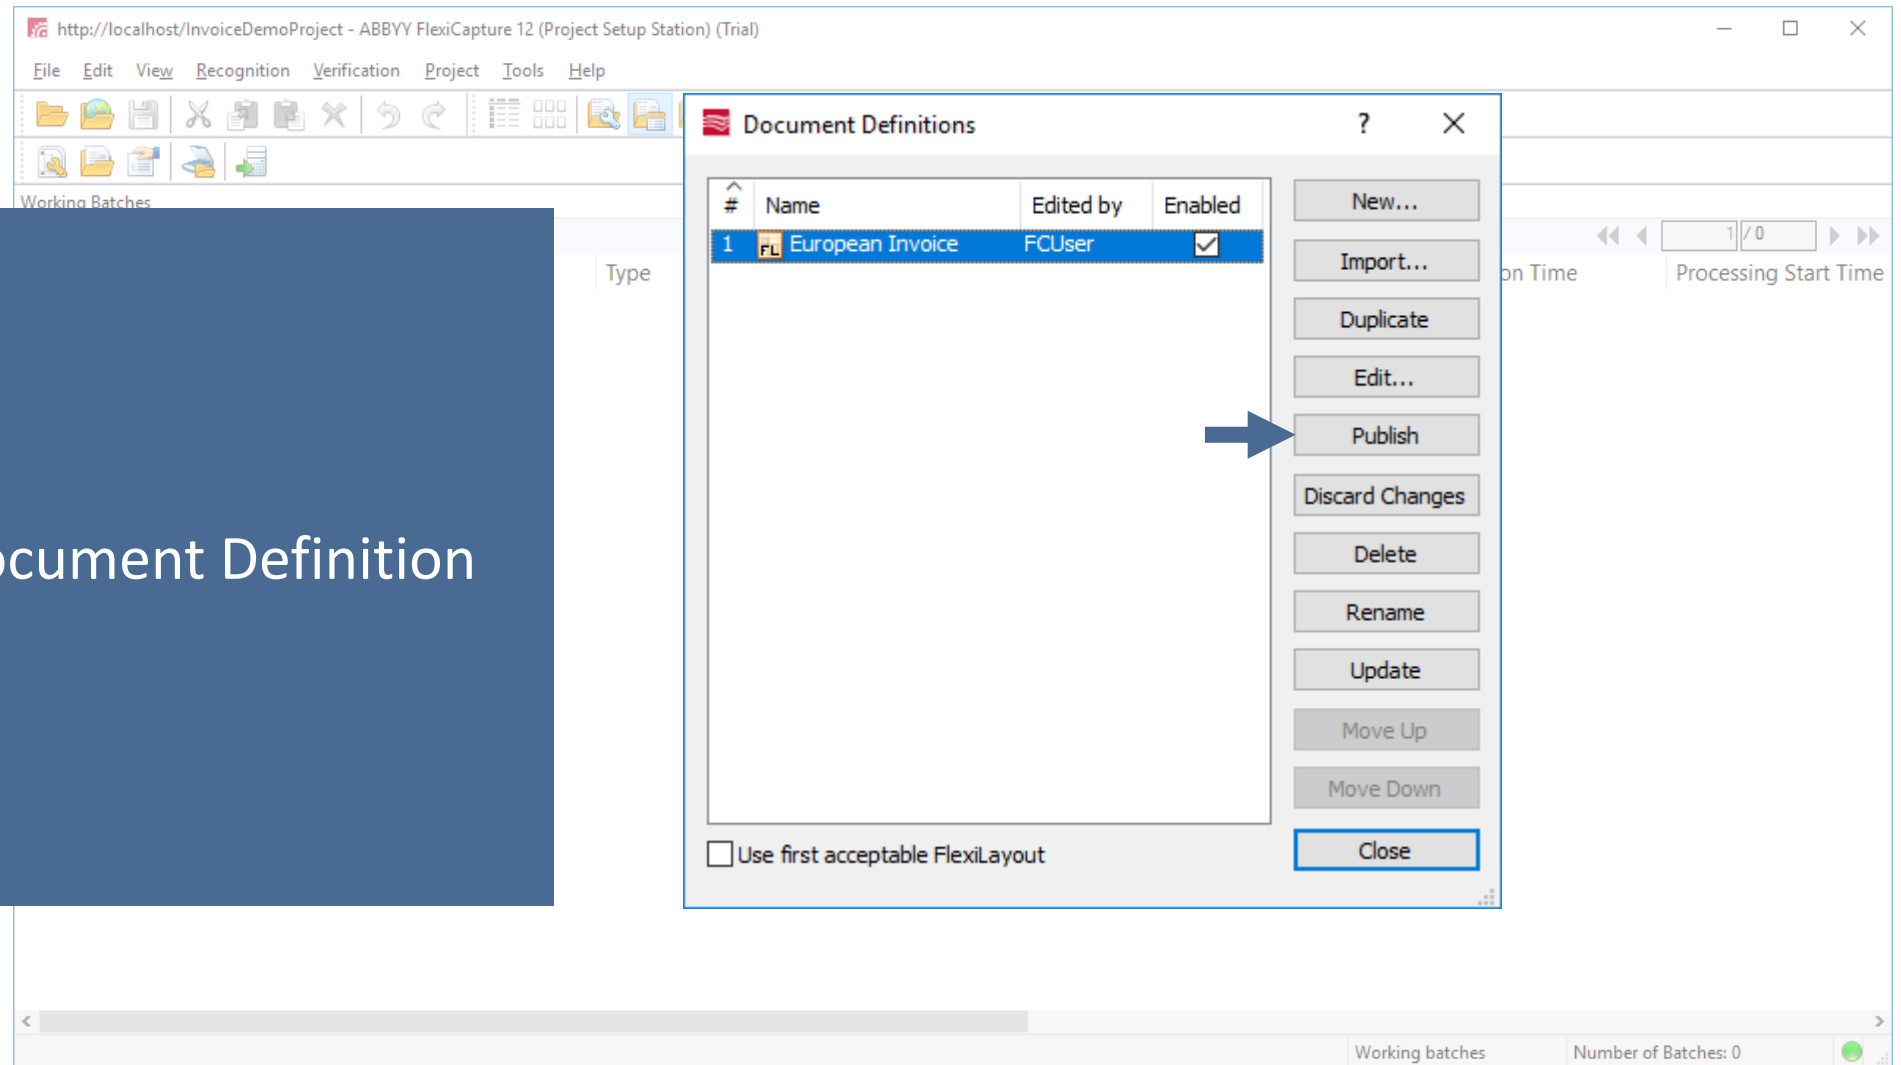 http://localhost/InvoiceDemoProject - ABBYY FlexiCapture 12 (Project Setup Station) (Trial)
File Edit View Recognition Verification Project Tools Help
Working Batches
Type
on Time
Processing Start Time
1 / 0
Document Definitions
?
# Name Edited by Enabled
1 European Invoice FCUser
FL
New...
Import...
Duplicate
Edit...
Publish
Discard Changes
Delete
Rename
Update
Move Up
Move Down
Use first acceptable FlexiLayout
Close
ocument Definition
Working batches
Number of Batches: 0